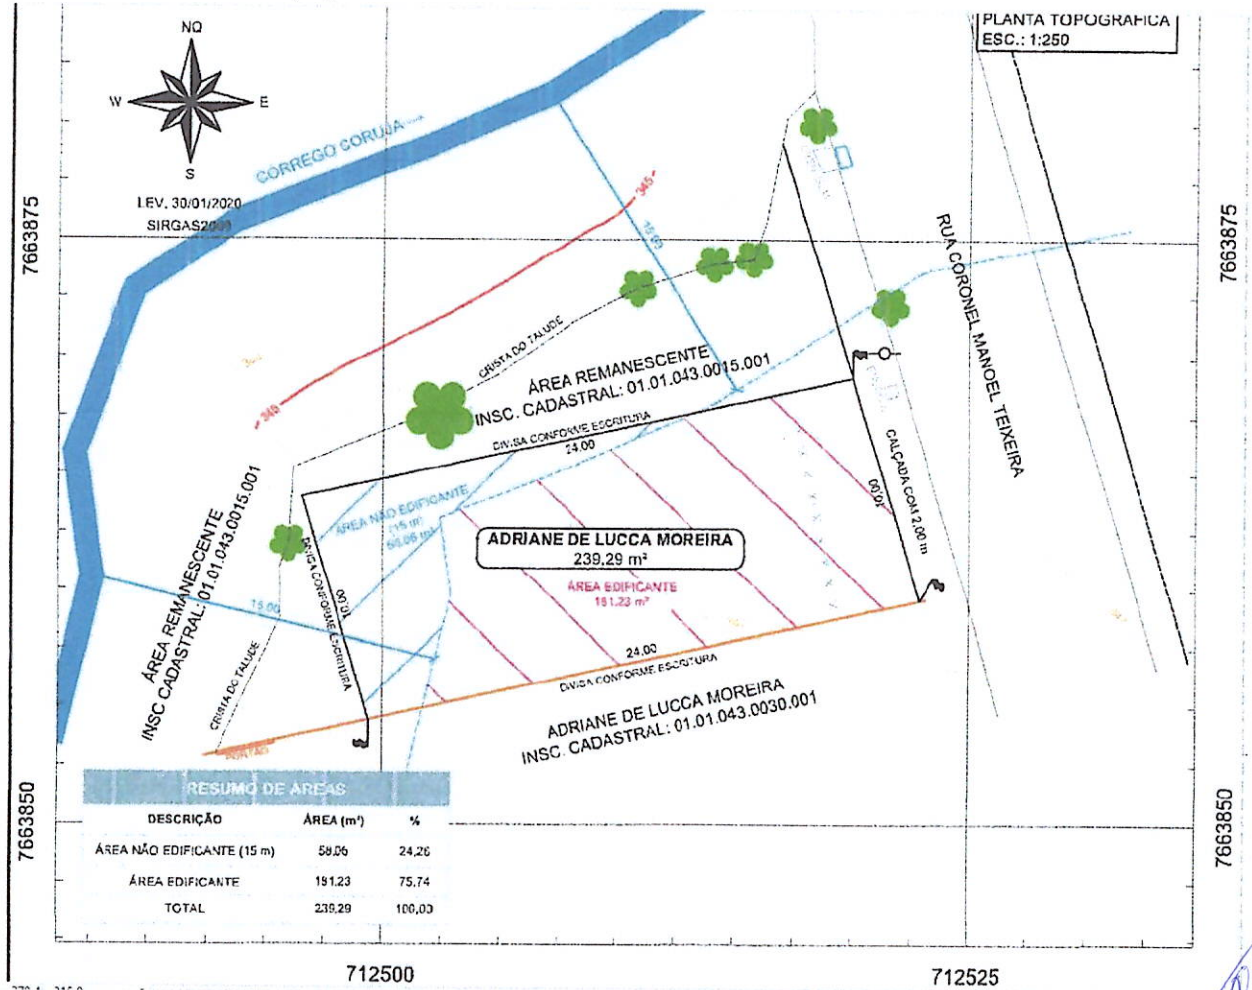 PLANTA TOPOGRÁFICA
ESC.: 1:250
NQ
W
E
S
LEV. 30/01/2020
SIRGAS2000
CÓRREGO CORUJA
7663875
7663875
345
345
15.00
RUA CORONEL MANOEL TEIXEIRA
CRISTA DO TALUDE
ÁREA REMANESCENTE
INSC. CADASTRAL: 01.01.043.0015.001
DIVISA CONFORME ESCRITURA
24.00
CALÇADA COM 2,00 m
10.00
ÁREA REMANESCENTE
INSC CADASTRAL: 01.01.043.0015.001
ÁREA NÃO EDIFICANTE
(15 m)
58,06 m²
ADRIANE DE LUCCA MOREIRA
239,29 m²
ÁREA EDIFICANTE
181,23 m²
DIVISA CONFORME ESCRITURA
10.00
15.00
CRISTA DO TALUDE
24.00
DIVISA CONFORME ESCRITURA
ADRIANE DE LUCCA MOREIRA
INSC. CADASTRAL: 01.01.043.0030.001
RESUMO DE ÁREAS
DESCRIÇÃO ÁREA (m²) %
ÁREA NÃO EDIFICANTE (15 m) 58,06 24,26
ÁREA EDIFICANTE 181,23 75,74
TOTAL 239,29 100,00
7663850
7663850
712500
712525